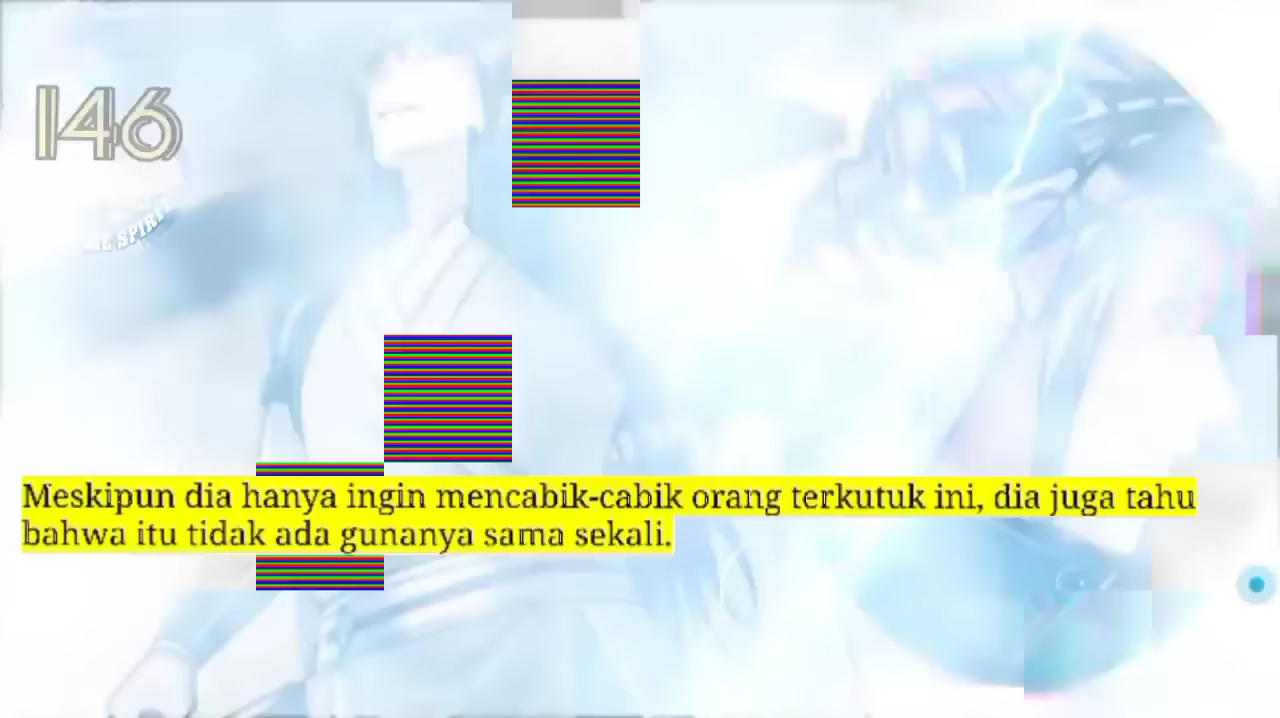 146
SPIRIT
Meskipun dia hanya ingin mencabik-cabik orang terkutuk ini, dia juga tahu
bahwa itu tidak ada gunanya sama sekali.